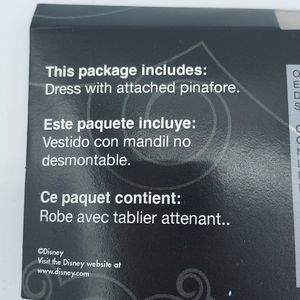 This package includes:
Dress with attached pinafore.
Este paquete incluye:
Vestido con mandil no
desmontable.
Ce paquet contient:
Robe avec tablier attenant..
©Disney
Visit the Disney website at
www.disney.com